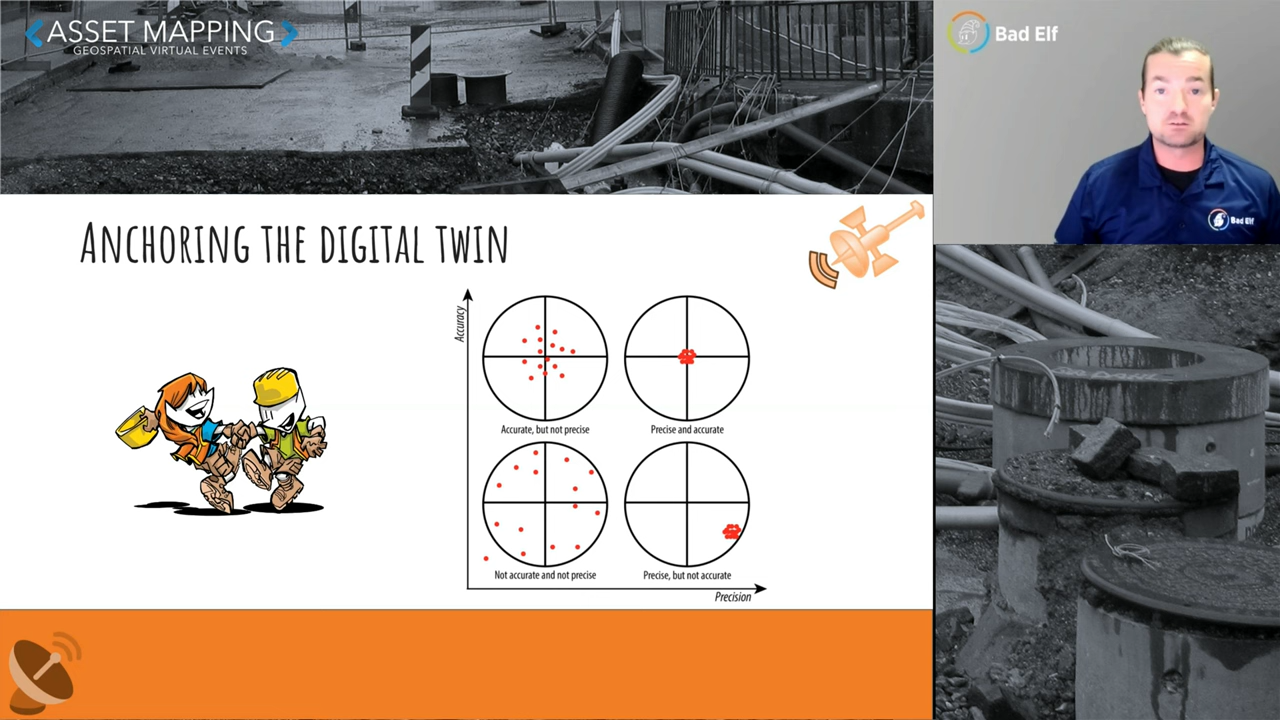 ASSET MAPPING
GEOSPATIAL VIRTUAL EVENTS
Bad Elf
Bad Elf
ANCHORING THE DIGITAL TWIN
Accuracy
Accurate, but not precise
Precise and accurate
Not accurate and not precise
Precise, but not accurate
Precision